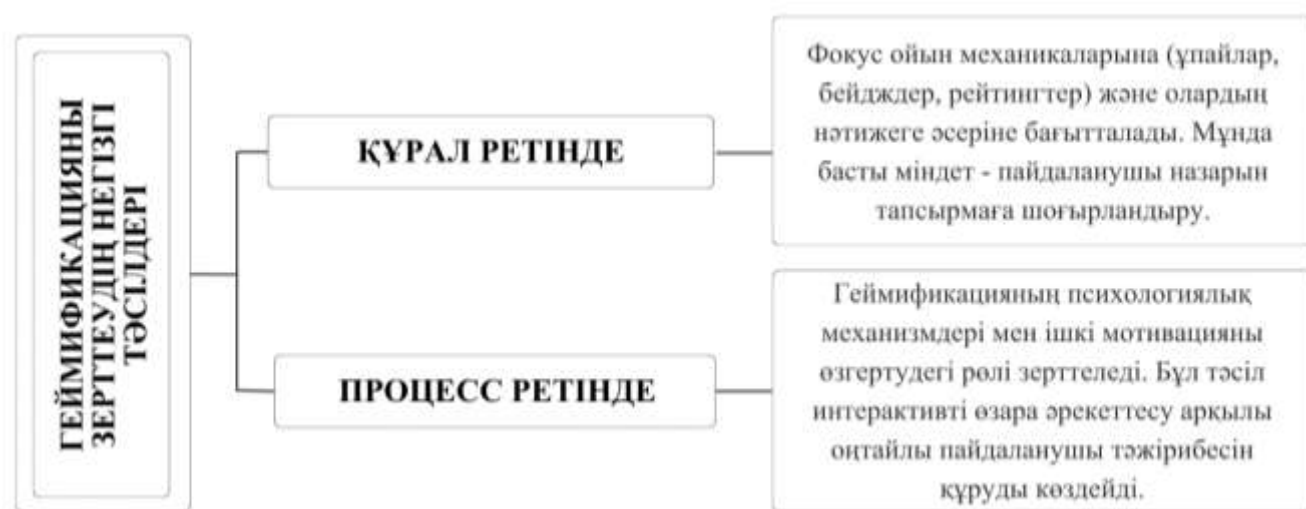 ГЕЙМИФИКАЦИЯНЫ
ЗЕРТТЕУДІҢ НЕГІЗГІ
ТӘСІЛДЕРІ
ҚҰРАЛ РЕТІНДЕ
Фокус ойын механикаларына (ұпайлар,
бейдждер, рейтингтер) және олардың
нәтижеге әсеріне бағытталады. Мұнда
басты міндет - пайдаланушы назарын
тапсырмаға шоғырландыру.
ПРОЦЕСС РЕТІНДЕ
Геймификацияның психологиялық
механизмдері мен ішкі мотивацияны
өзгертудегі рөлі зерттеледі. Бұл тәсіл
интерактивті өзара әрекеттесу арқылы
оңтайлы пайдаланушы тәжірибесін
құруды көздейді.